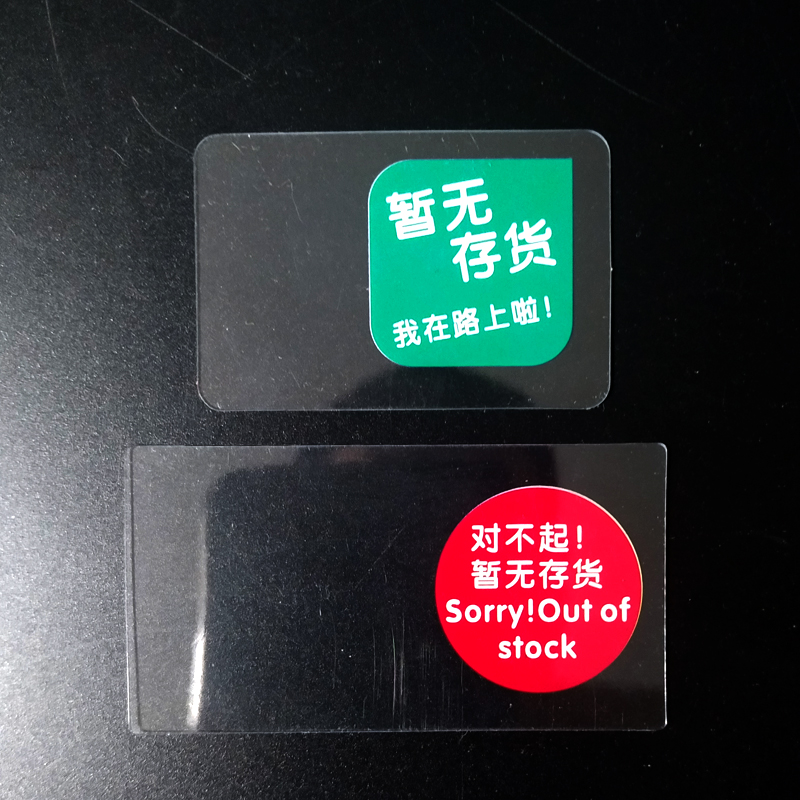 暂无
存货
我在路上啦！
对不起！
暂无存货
Sorry!Out of
stock